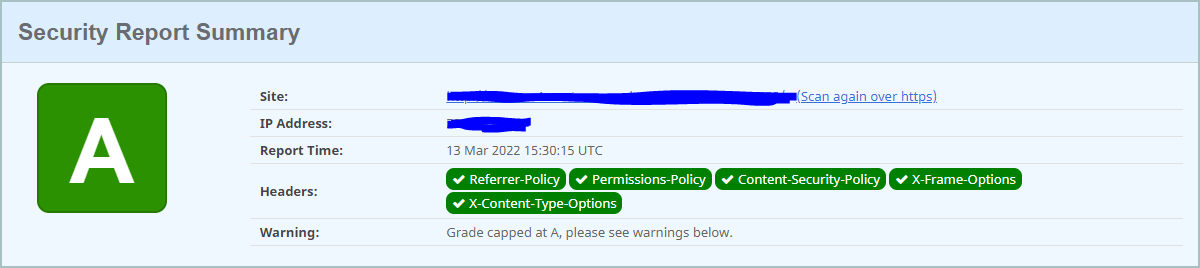 Security Report Summary
A
Site: (Scan again over https)
IP Address:
Report Time: 13 Mar 2022 15:30:15 UTC
Headers: Referrer-Policy Permissions-Policy Content-Security-Policy X-Frame-Options
X-Content-Type-Options
Warning: Grade capped at A, please see warnings below.